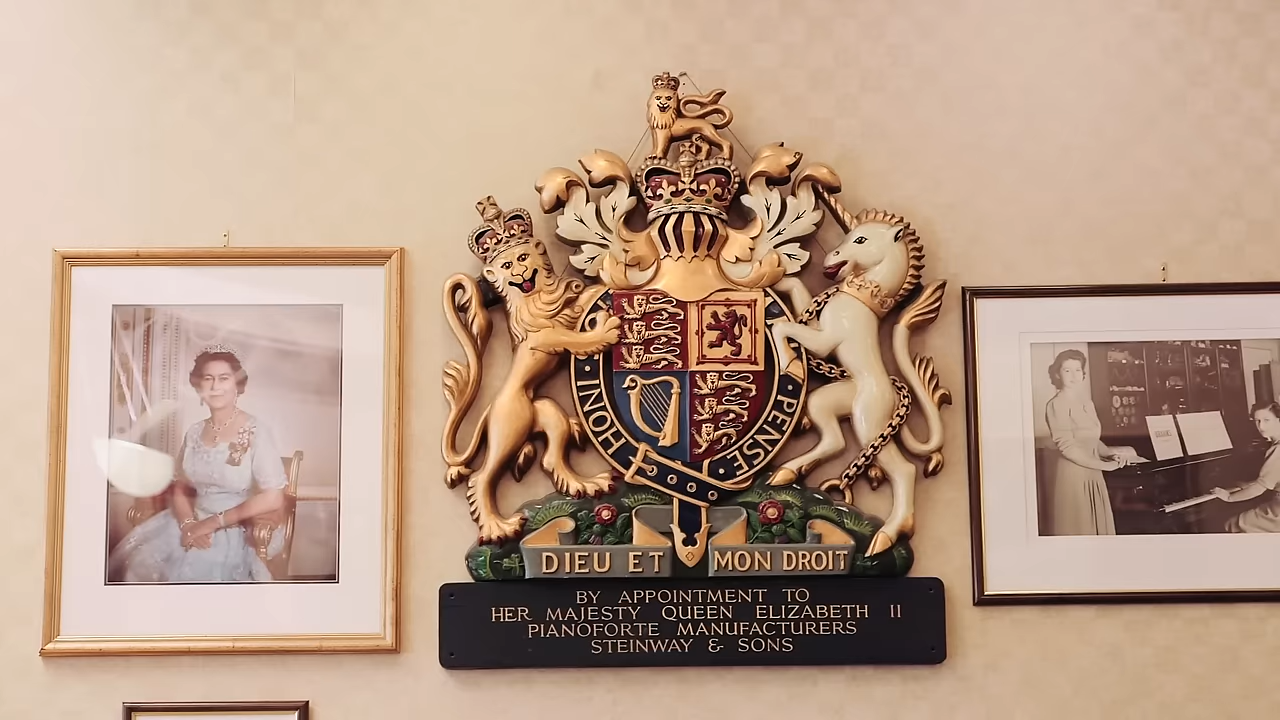 HONI
PENSE
DIEU ET MON DROIT
BY APPOINTMENT TO
HER MAJESTY QUEEN ELIZABETH II
PIANOFORTE MANUFACTURERS
STEINWAY & SONS